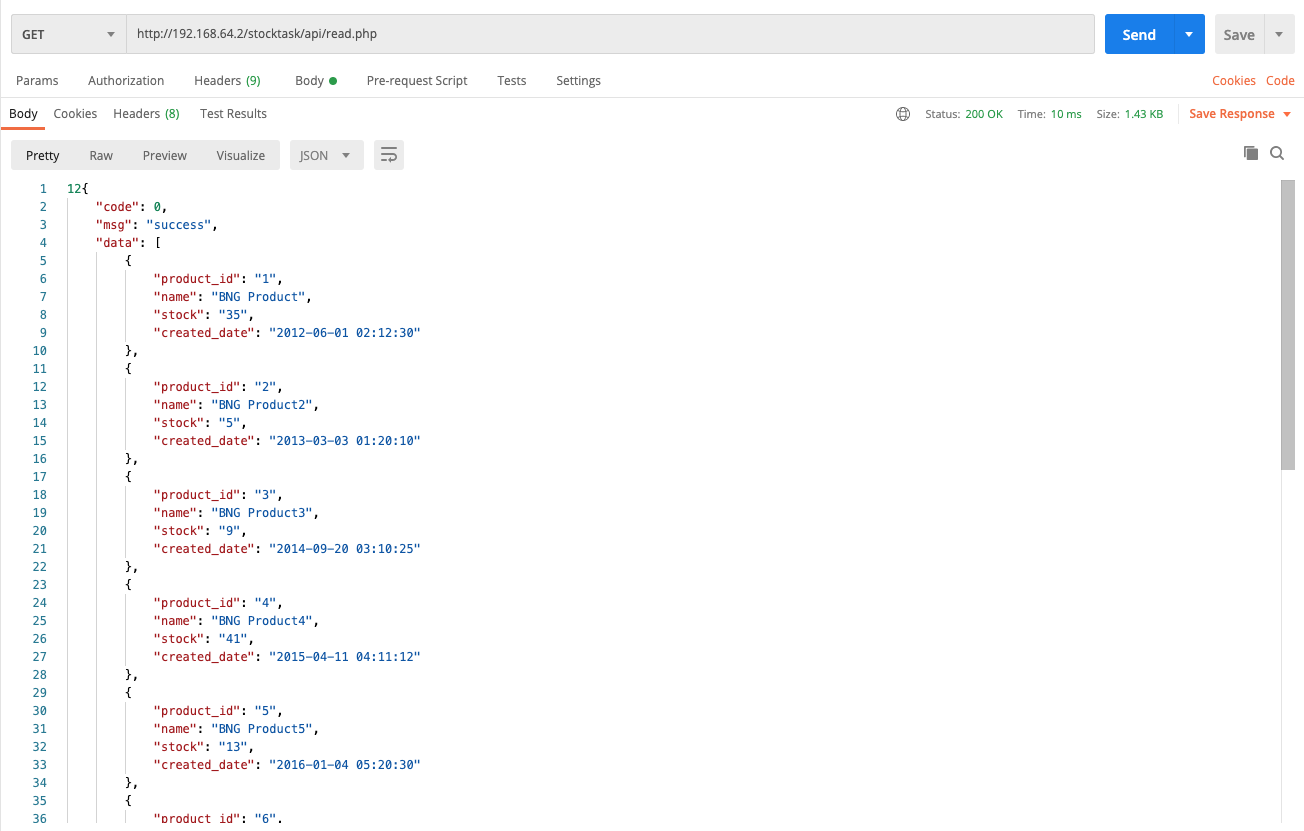 GET http://192.168.64.2/stocktask/api/read.php Send Save
Params Authorization Headers (9) Body Pre-request Script Tests Settings Cookies Code
Body Cookies Headers (8) Test Results Status: 200 OK Time: 10 ms Size: 1.43 KB Save Response
Pretty Raw Preview Visualize JSON
1 12{
2 "code": 0,
3 "msg": "success",
4 "data": [
5 {
6 "product_id": "1",
7 "name": "BNG Product",
8 "stock": "35",
9 "created_date": "2012-06-01 02:12:30"
10 },
11 {
12 "product_id": "2",
13 "name": "BNG Product2",
14 "stock": "5",
15 "created_date": "2013-03-03 01:20:10"
16 },
17 {
18 "product_id": "3",
19 "name": "BNG Product3",
20 "stock": "9",
21 "created_date": "2014-09-20 03:10:25"
22 },
23 {
24 "product_id": "4",
25 "name": "BNG Product4",
26 "stock": "41",
27 "created_date": "2015-04-11 04:11:12"
28 },
29 {
30 "product_id": "5",
31 "name": "BNG Product5",
32 "stock": "13",
33 "created_date": "2016-01-04 05:20:30"
34 },
35 {
36 "product_id": "6",